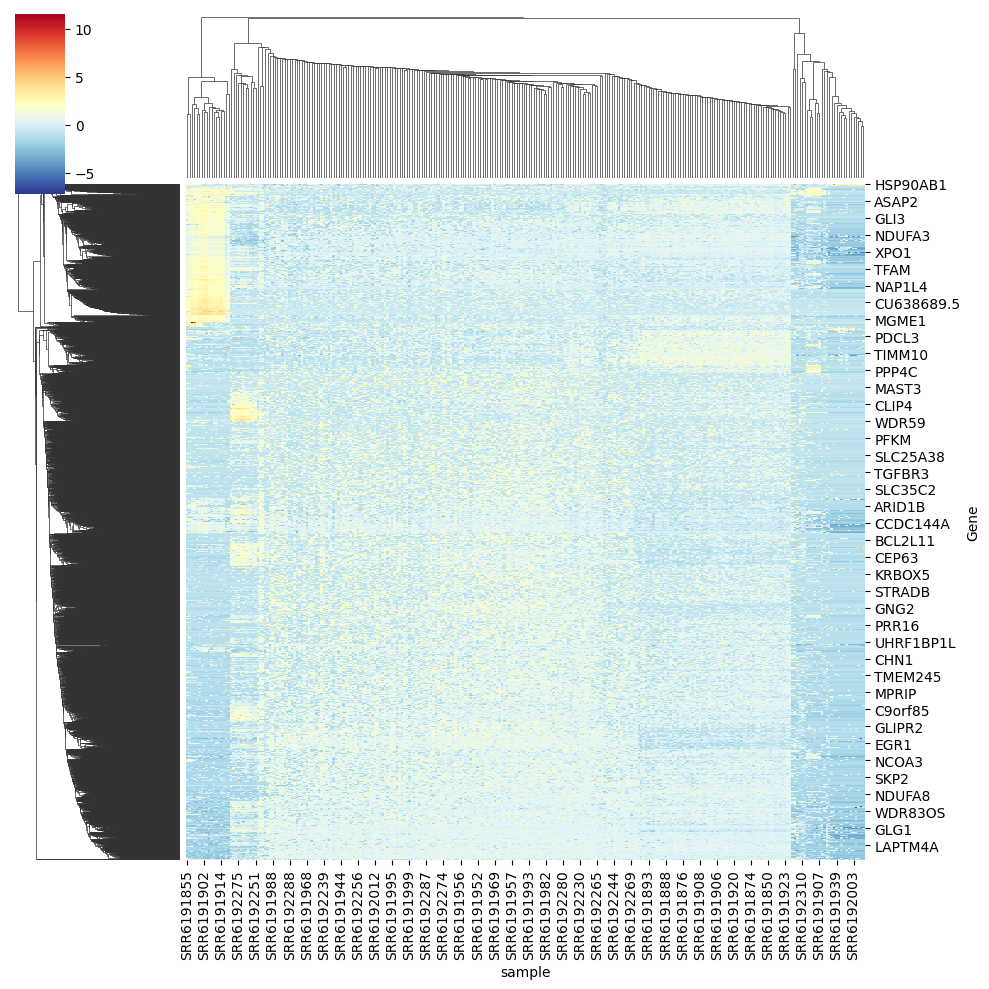 10
5
0
−5
HSP90AB1
ASAP2
GLI3
NDUFA3
XPO1
TFAM
NAP1L4
CU638689.5
MGME1
PDCL3
TIMM10
PPP4C
MAST3
CLIP4
WDR59
PFKM
SLC25A38
TGFBR3
SLC35C2
ARID1B
CCDC144A
BCL2L11
CEP63
KRBOX5
STRADB
GNG2
PRR16
UHRF1BP1L
CHN1
TMEM245
MPRIP
C9orf85
GLIPR2
EGR1
NCOA3
SKP2
NDUFA8
WDR83OS
GLG1
LAPTM4A
Gene
SRR6191855
SRR6191902
SRR6191914
SRR6192275
SRR6192251
SRR6191988
SRR6192288
SRR6191968
SRR6192239
SRR6191944
SRR6192256
SRR6192012
SRR6191995
SRR6191999
SRR6192287
SRR6192274
SRR6191956
SRR6191952
SRR6191969
SRR6191957
SRR6191993
SRR6191982
SRR6192280
SRR6192230
SRR6192265
SRR6192244
SRR6192269
SRR6191893
SRR6191888
SRR6191876
SRR6191908
SRR6191906
SRR6191920
SRR6191874
SRR6191850
SRR6191923
SRR6192310
SRR6191907
SRR6191939
SRR6192003
sample